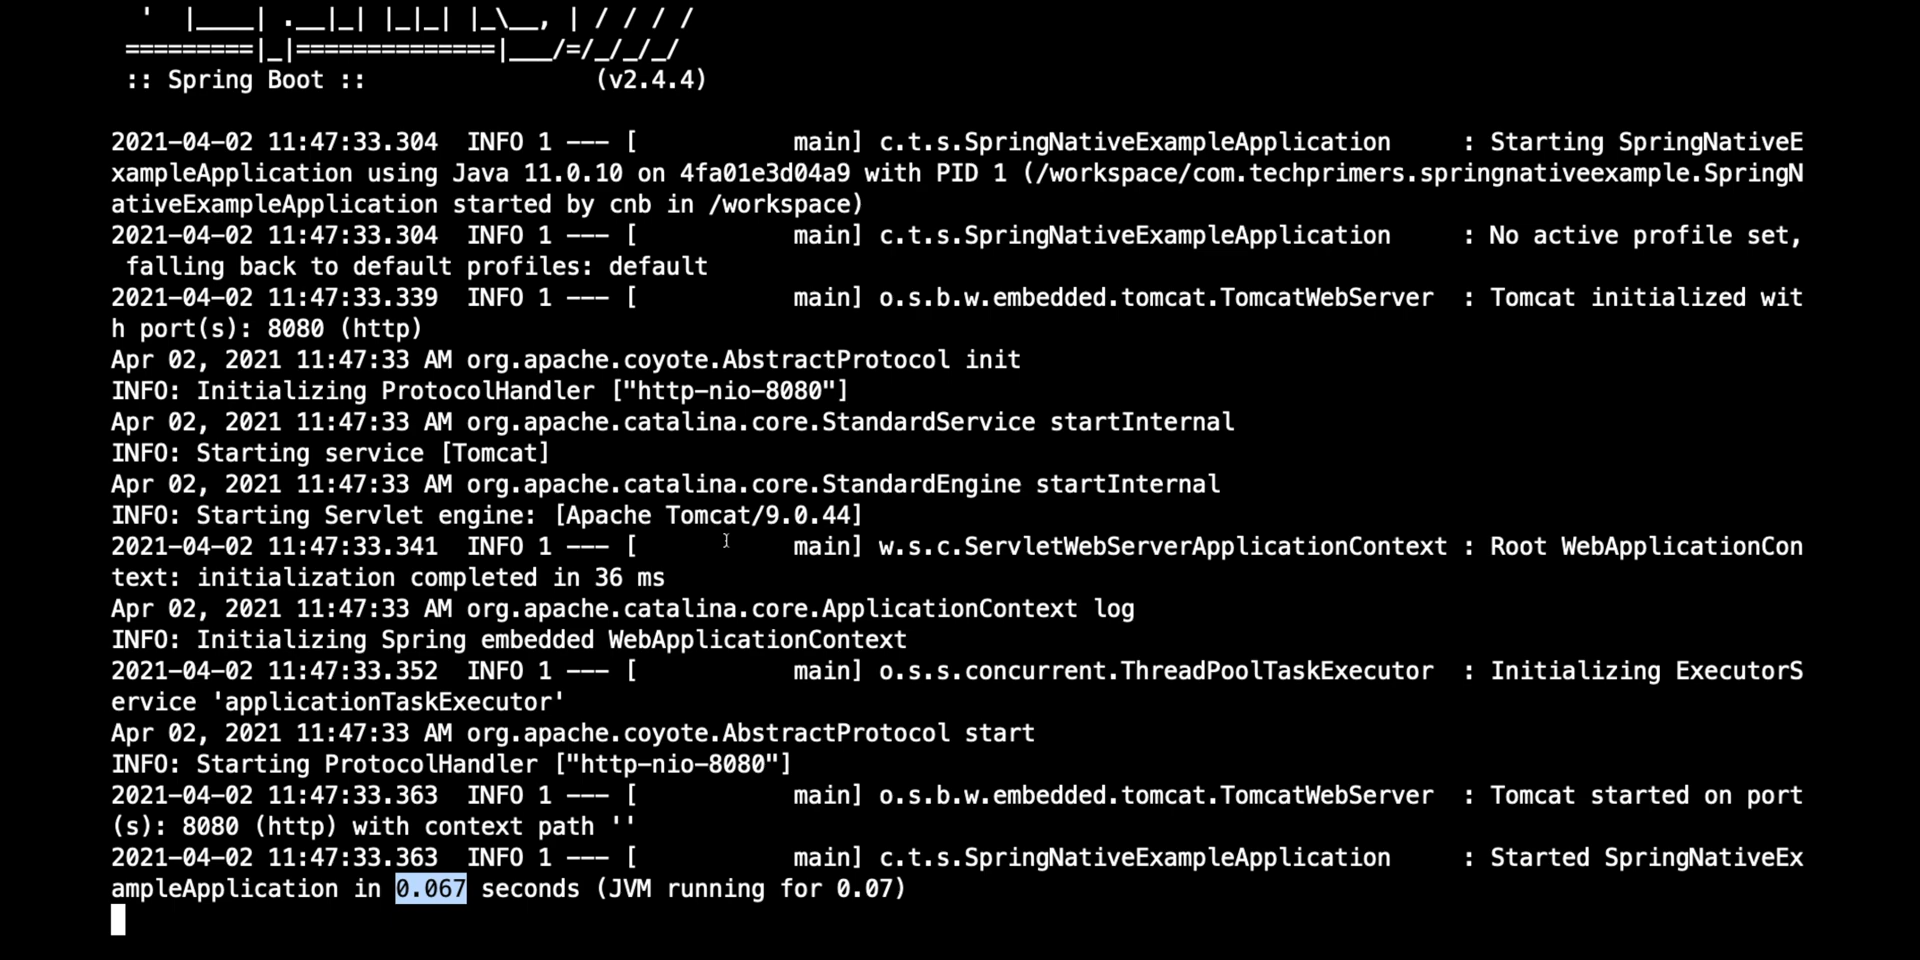 '  |____| .__|_| |_|_| |_\__, | / / / /
=========|_|==============|___/=/_/_/_/
:: Spring Boot ::                (v2.4.4)
2021-04-02 11:47:33.304  INFO 1 --- [           main] c.t.s.SpringNativeExampleApplication     : Starting SpringNativeE
xampleApplication using Java 11.0.10 on 4fa01e3d04a9 with PID 1 (/workspace/com.techprimers.springnativeexample.SpringN
ativeExampleApplication started by cnb in /workspace)
2021-04-02 11:47:33.304  INFO 1 --- [           main] c.t.s.SpringNativeExampleApplication     : No active profile set,
falling back to default profiles: default
2021-04-02 11:47:33.339  INFO 1 --- [           main] o.s.b.w.embedded.tomcat.TomcatWebServer  : Tomcat initialized wit
h port(s): 8080 (http)
Apr 02, 2021 11:47:33 AM org.apache.coyote.AbstractProtocol init
INFO: Initializing ProtocolHandler ["http-nio-8080"]
Apr 02, 2021 11:47:33 AM org.apache.catalina.core.StandardService startInternal
INFO: Starting service [Tomcat]
Apr 02, 2021 11:47:33 AM org.apache.catalina.core.StandardEngine startInternal
INFO: Starting Servlet engine: [Apache Tomcat/9.0.44]
2021-04-02 11:47:33.341  INFO 1 --- [           main] w.s.c.ServletWebServerApplicationContext : Root WebApplicationCon
text: initialization completed in 36 ms
Apr 02, 2021 11:47:33 AM org.apache.catalina.core.ApplicationContext log
INFO: Initializing Spring embedded WebApplicationContext
2021-04-02 11:47:33.352  INFO 1 --- [           main] o.s.s.concurrent.ThreadPoolTaskExecutor  : Initializing ExecutorS
ervice 'applicationTaskExecutor'
Apr 02, 2021 11:47:33 AM org.apache.coyote.AbstractProtocol start
INFO: Starting ProtocolHandler ["http-nio-8080"]
2021-04-02 11:47:33.363  INFO 1 --- [           main] o.s.b.w.embedded.tomcat.TomcatWebServer  : Tomcat started on port
(s): 8080 (http) with context path ''
2021-04-02 11:47:33.363  INFO 1 --- [           main] c.t.s.SpringNativeExampleApplication     : Started SpringNativeEx
ampleApplication in 0.067 seconds (JVM running for 0.07)